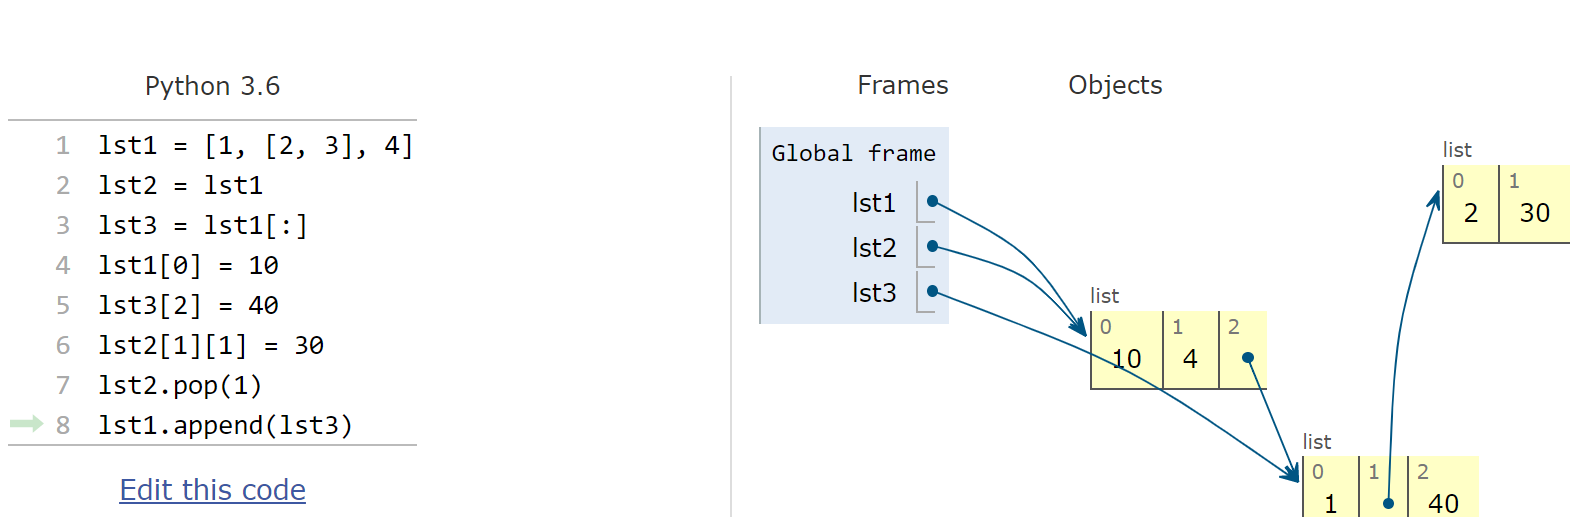 Python 3.6
1 lst1 = [1, [2, 3], 4]
2 lst2 = lst1
3 lst3 = lst1[:]
4 lst1[0] = 10
5 lst3[2] = 40
6 lst2[1][1] = 30
7 lst2.pop(1)
8 lst1.append(lst3)
Edit this code
Frames Objects
Global frame
lst1
lst2
lst3
list
0 1
2 30
list
0 1 2
10 4
list
0 1 2
1 40